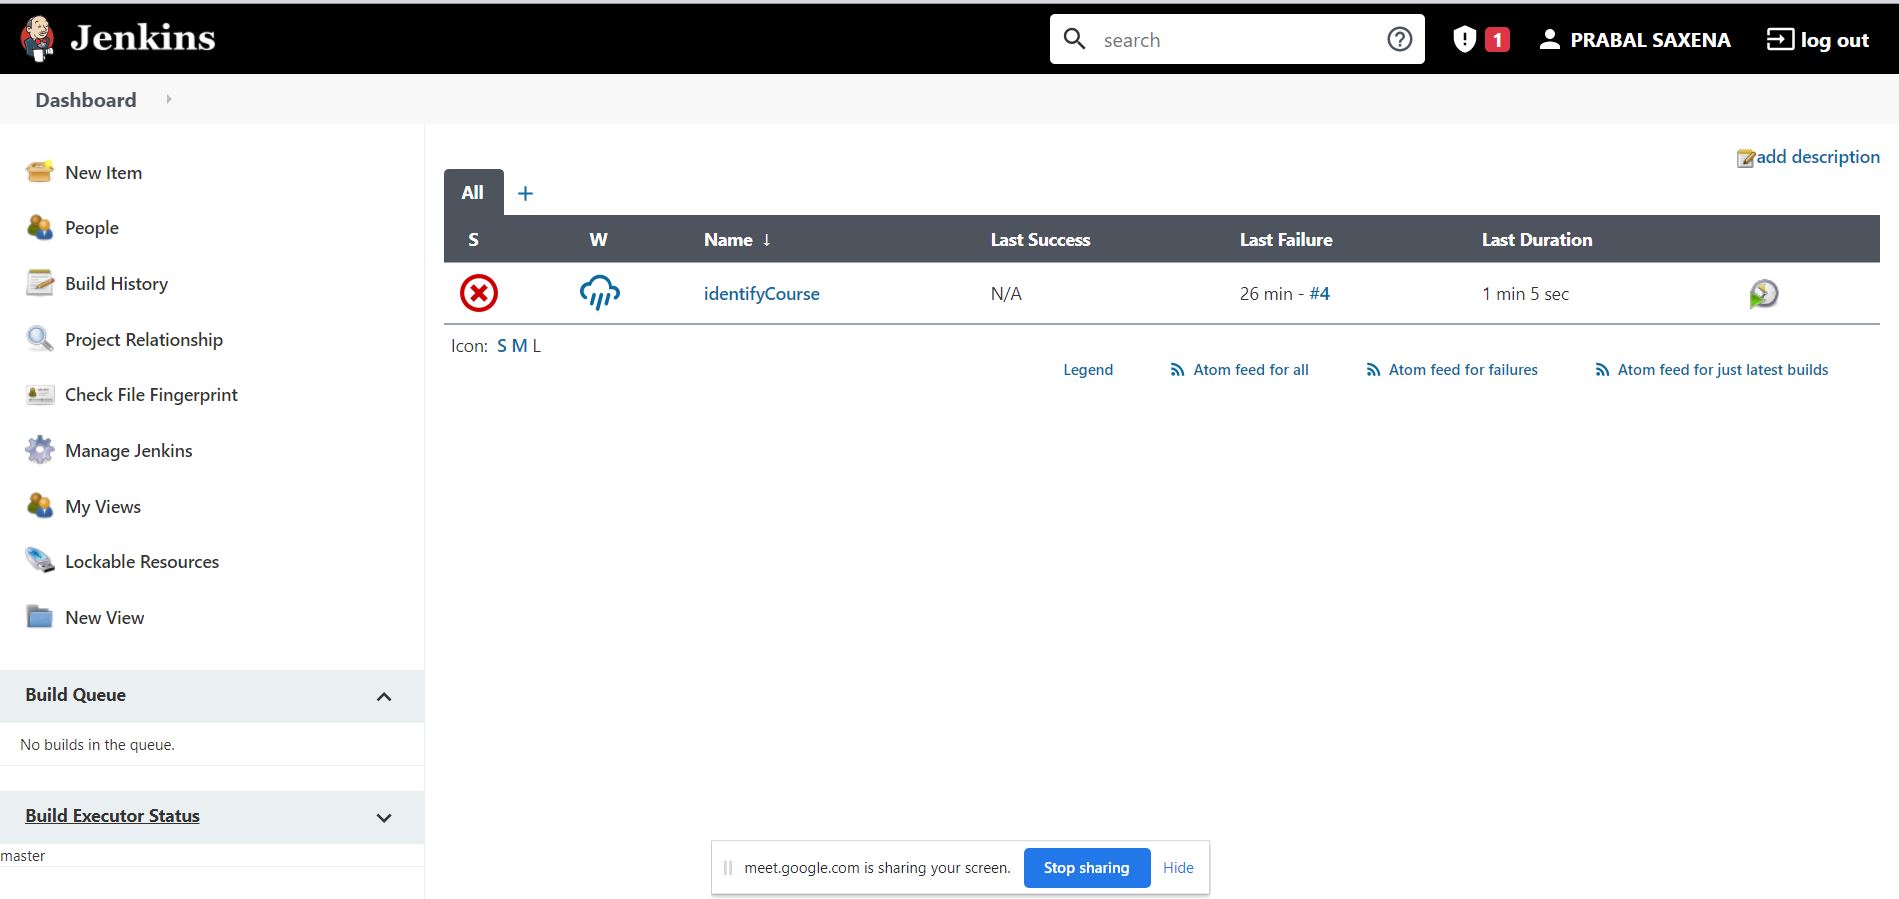 Jenkins
search
1
PRABAL SAXENA
log out
Dashboard
New Item
People
Build History
Project Relationship
Check File Fingerprint
Manage Jenkins
My Views
Lockable Resources
New View
Build Queue
No builds in the queue.
Build Executor Status
master
add description
All +
S W Name ↓ Last Success Last Failure Last Duration
identifyCourse N/A 26 min - #4 1 min 5 sec
Icon: S M L
Legend Atom feed for all Atom feed for failures Atom feed for just latest builds
meet.google.com is sharing your screen. Stop sharing Hide